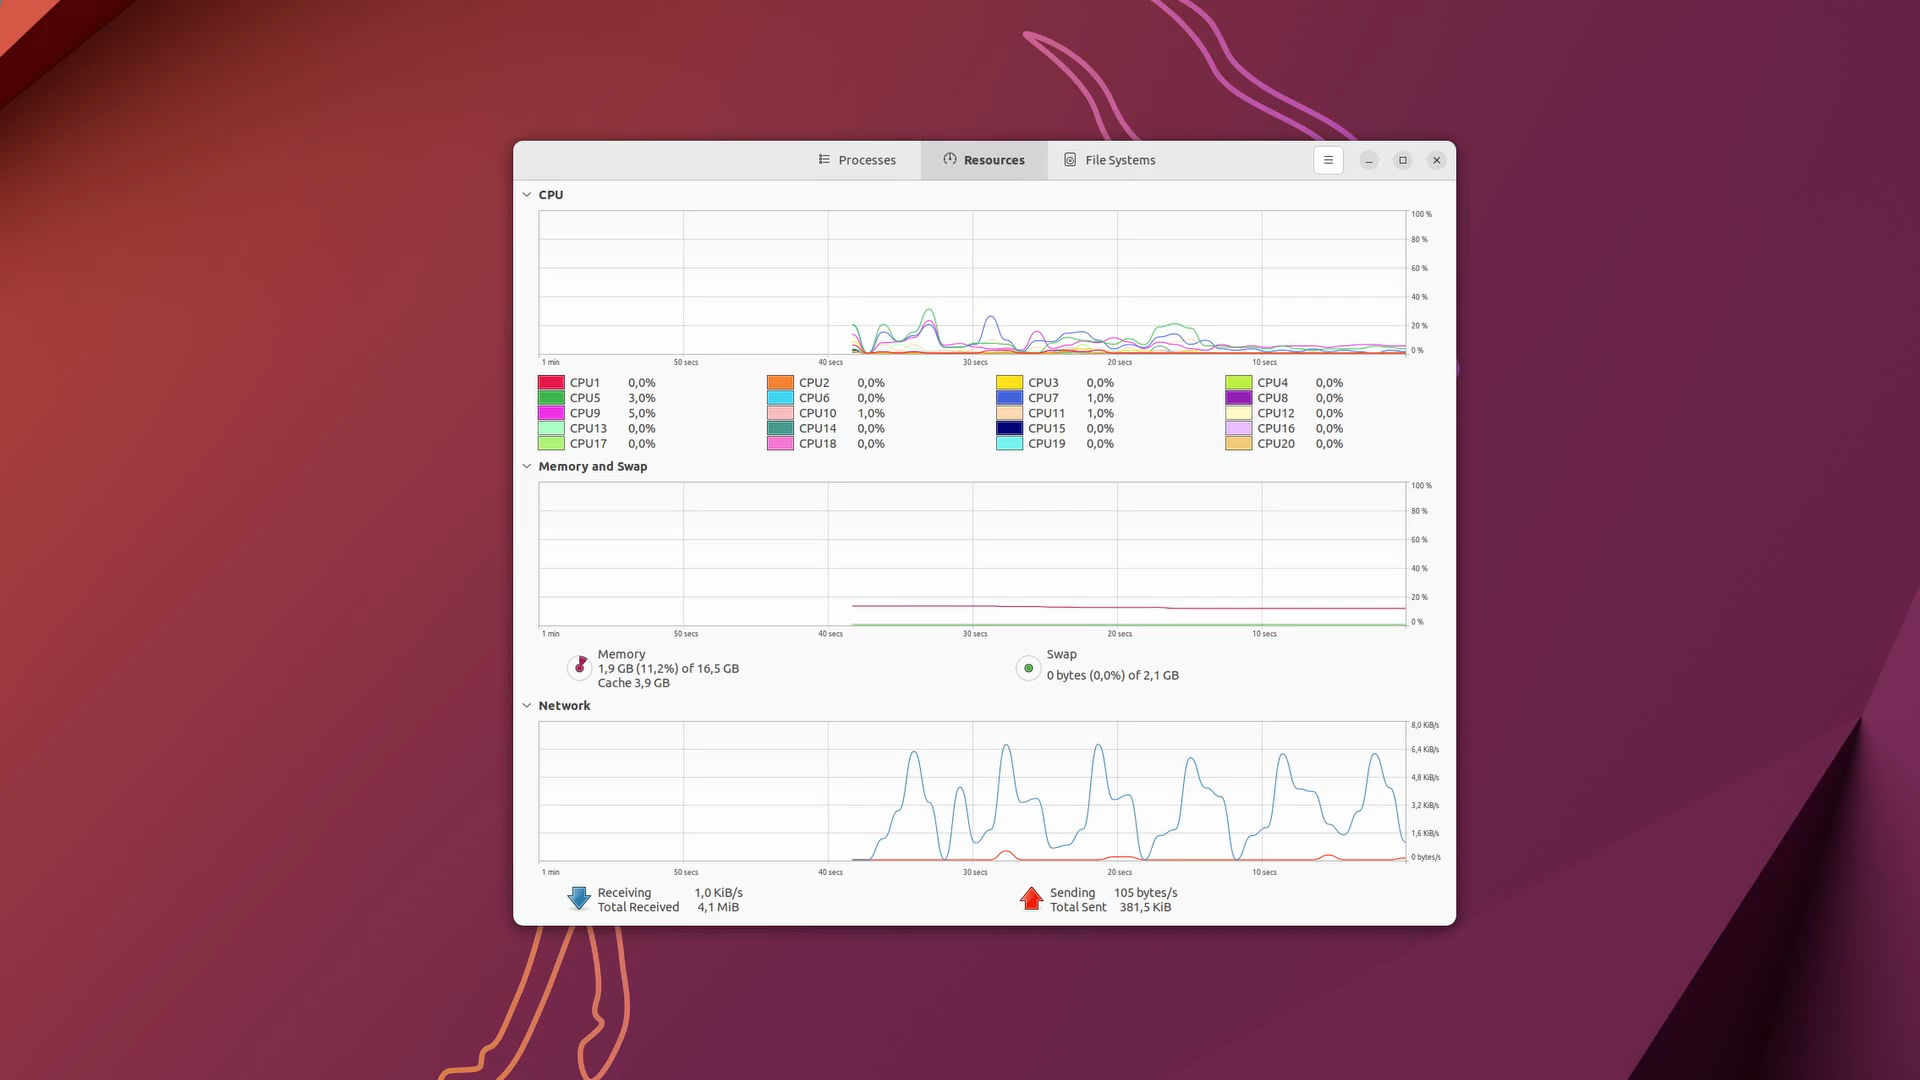 Processes Resources File Systems
CPU
100 %
80 %
60 %
40 %
20 %
0 %
1 min 50 secs 40 secs 30 secs 20 secs 10 secs
CPU1 0,0% CPU2 0,0% CPU3 0,0% CPU4 0,0%
CPU5 3,0% CPU6 0,0% CPU7 1,0% CPU8 0,0%
CPU9 5,0% CPU10 1,0% CPU11 1,0% CPU12 0,0%
CPU13 0,0% CPU14 0,0% CPU15 0,0% CPU16 0,0%
CPU17 0,0% CPU18 0,0% CPU19 0,0% CPU20 0,0%
Memory and Swap
100 %
80 %
60 %
40 %
20 %
0 %
1 min 50 secs 40 secs 30 secs 20 secs 10 secs
Memory
1,9 GB (11,2%) of 16,5 GB
Cache 3,9 GB
Swap
0 bytes (0,0%) of 2,1 GB
Network
8,0 KiB/s
6,4 KiB/s
4,8 KiB/s
3,2 KiB/s
1,6 KiB/s
0 bytes/s
1 min 50 secs 40 secs 30 secs 20 secs 10 secs
Receiving 1,0 KiB/s
Total Received 4,1 MiB
Sending 105 bytes/s
Total Sent 381,5 KiB